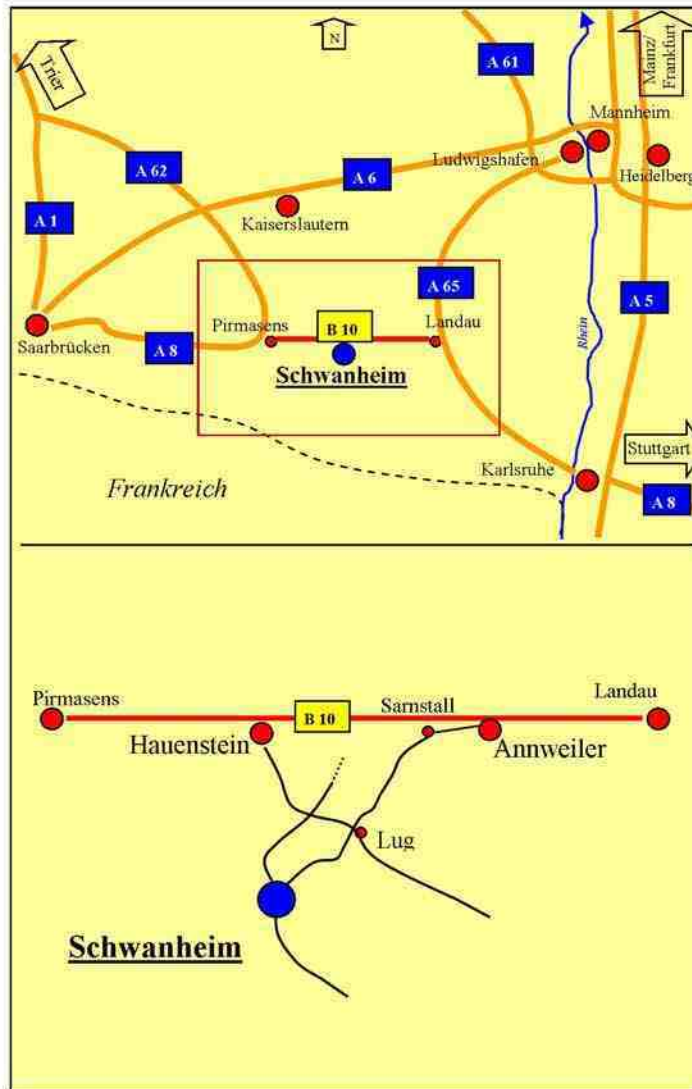 N
Trier
A 61
Mainz/
Frankfurt
Mannheim
Ludwigshafen
A 62
A 6
Heidelberg
Kaiserslautern
A 1
A 65
A 5
Pirmasens
B 10
Landau
Rhein
Saarbrücken
A 8
Schwanheim
Stuttgart
Karlsruhe
Frankreich
A 8
Pirmasens
Landau
B 10
Sarnstall
Hauenstein
Annweiler
Lug
Schwanheim